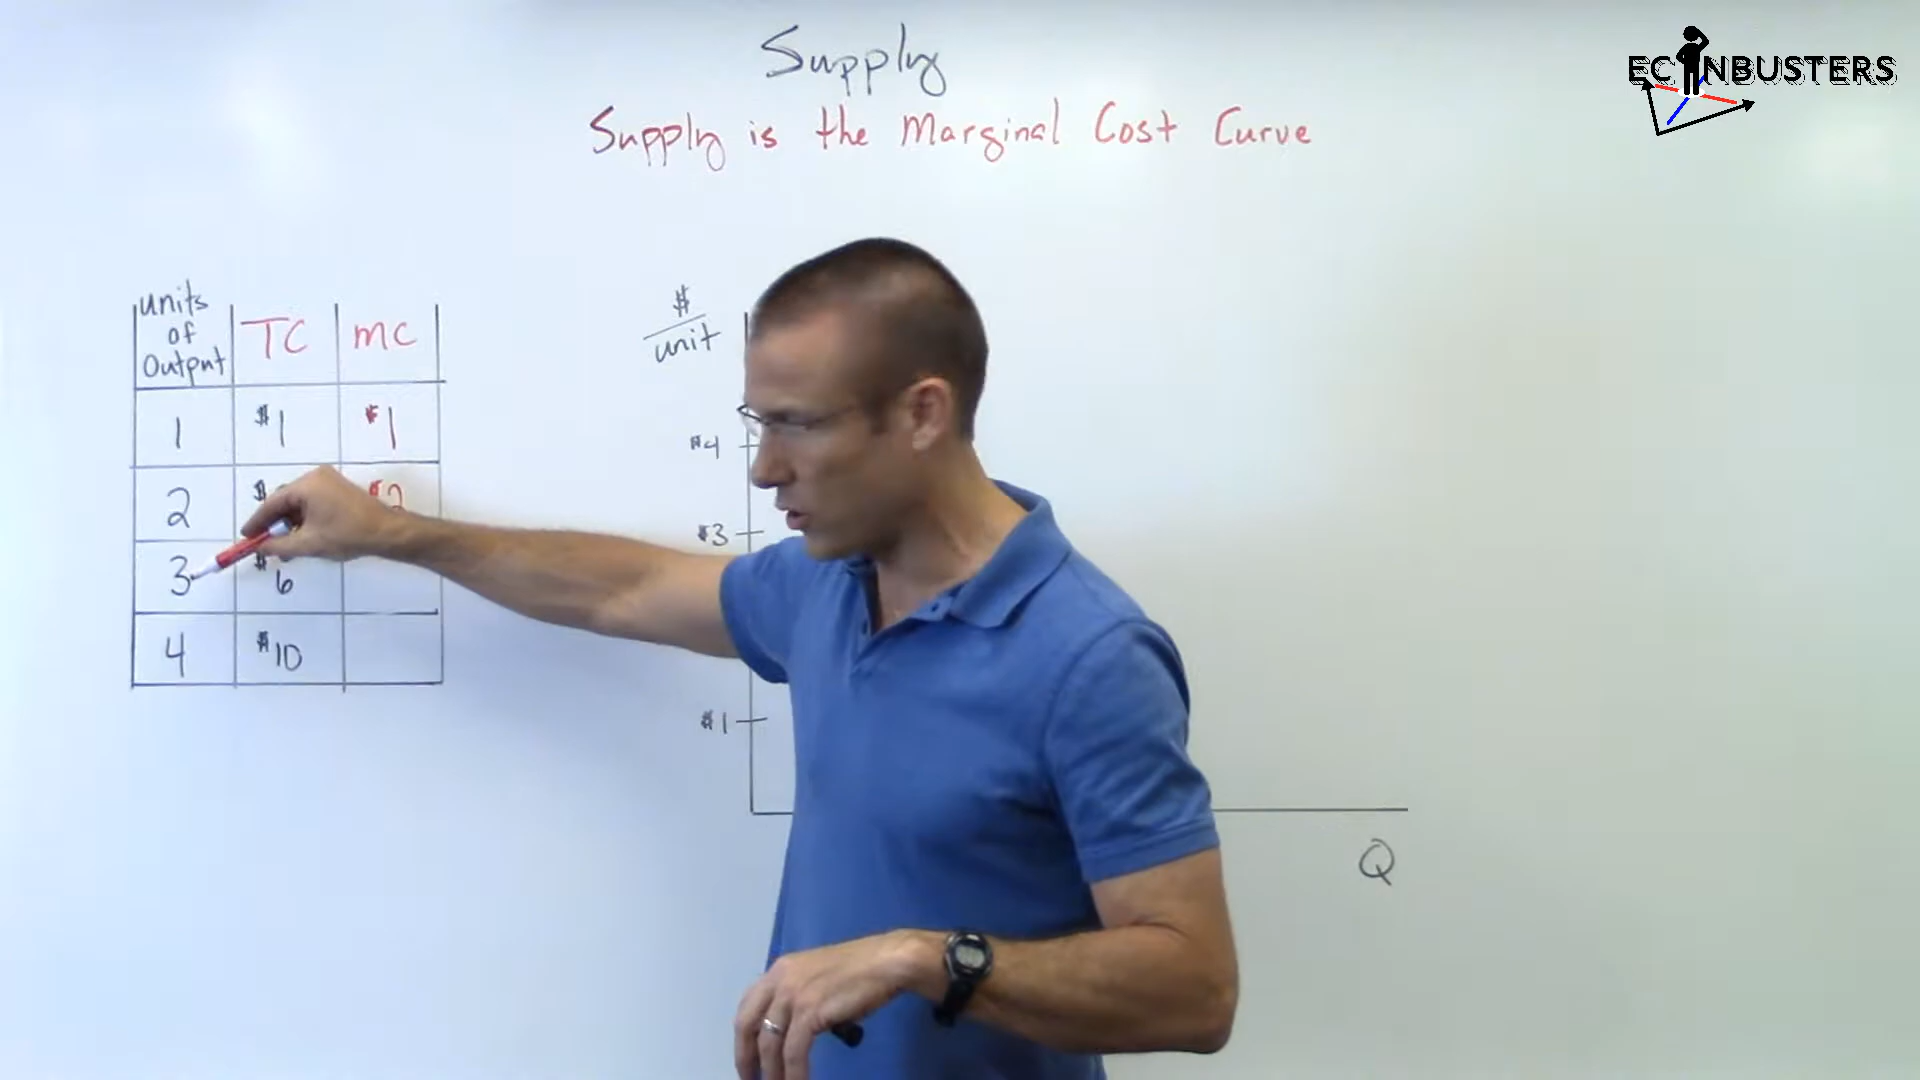 Supply
ECONBUSTERS
Supply is the Marginal Cost Curve
units
of
Output
TC
MC
1
$1
$1
2
$
$2
3
$6
4
$10
$
unit
$4
$3
$1
Q